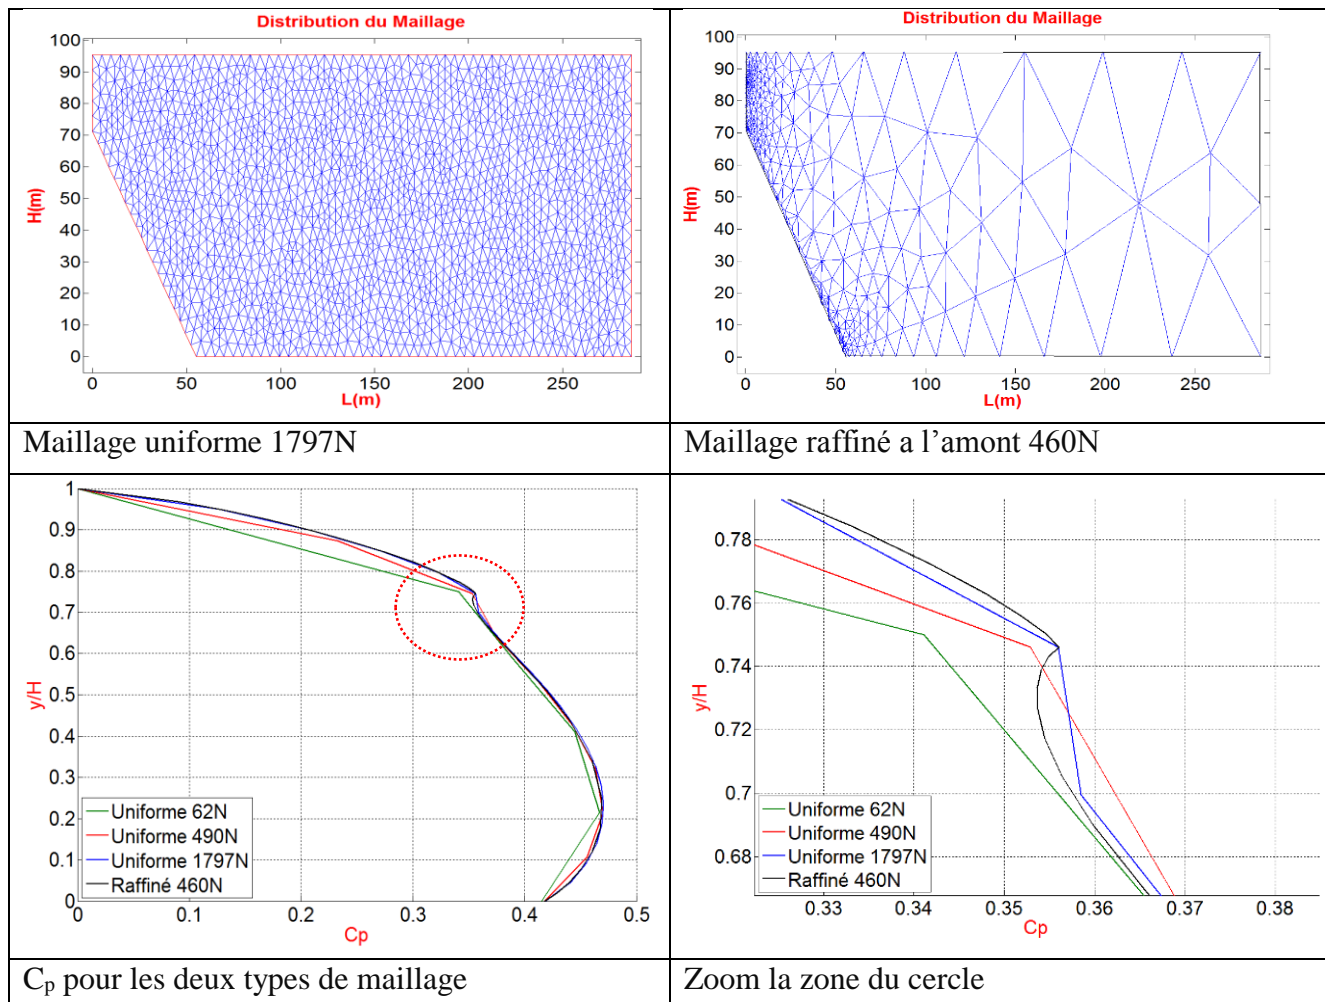 Distribution du Maillage
100
90
80
70
60
50
40
30
20
10
0
H(m)
0 50 100 150 200 250
L(m)
Maillage uniforme 1797N
Distribution du Maillage
100
90
80
70
60
50
40
30
20
10
0
H(m)
0 50 100 150 200 250
L(m)
Maillage raffiné a l’amont 460N
1
0.9
0.8
0.7
0.6
0.5
0.4
0.3
0.2
0.1
0
y/H
Uniforme 62N
Uniforme 490N
Uniforme 1797N
Raffiné 460N
0 0.1 0.2 0.3 0.4 0.5
Cp
Cp pour les deux types de maillage
0.78
0.76
0.74
0.72
0.7
0.68
y/H
Uniforme 62N
Uniforme 490N
Uniforme 1797N
Raffiné 460N
0.33 0.34 0.35 0.36 0.37 0.38
Cp
Zoom la zone du cercle